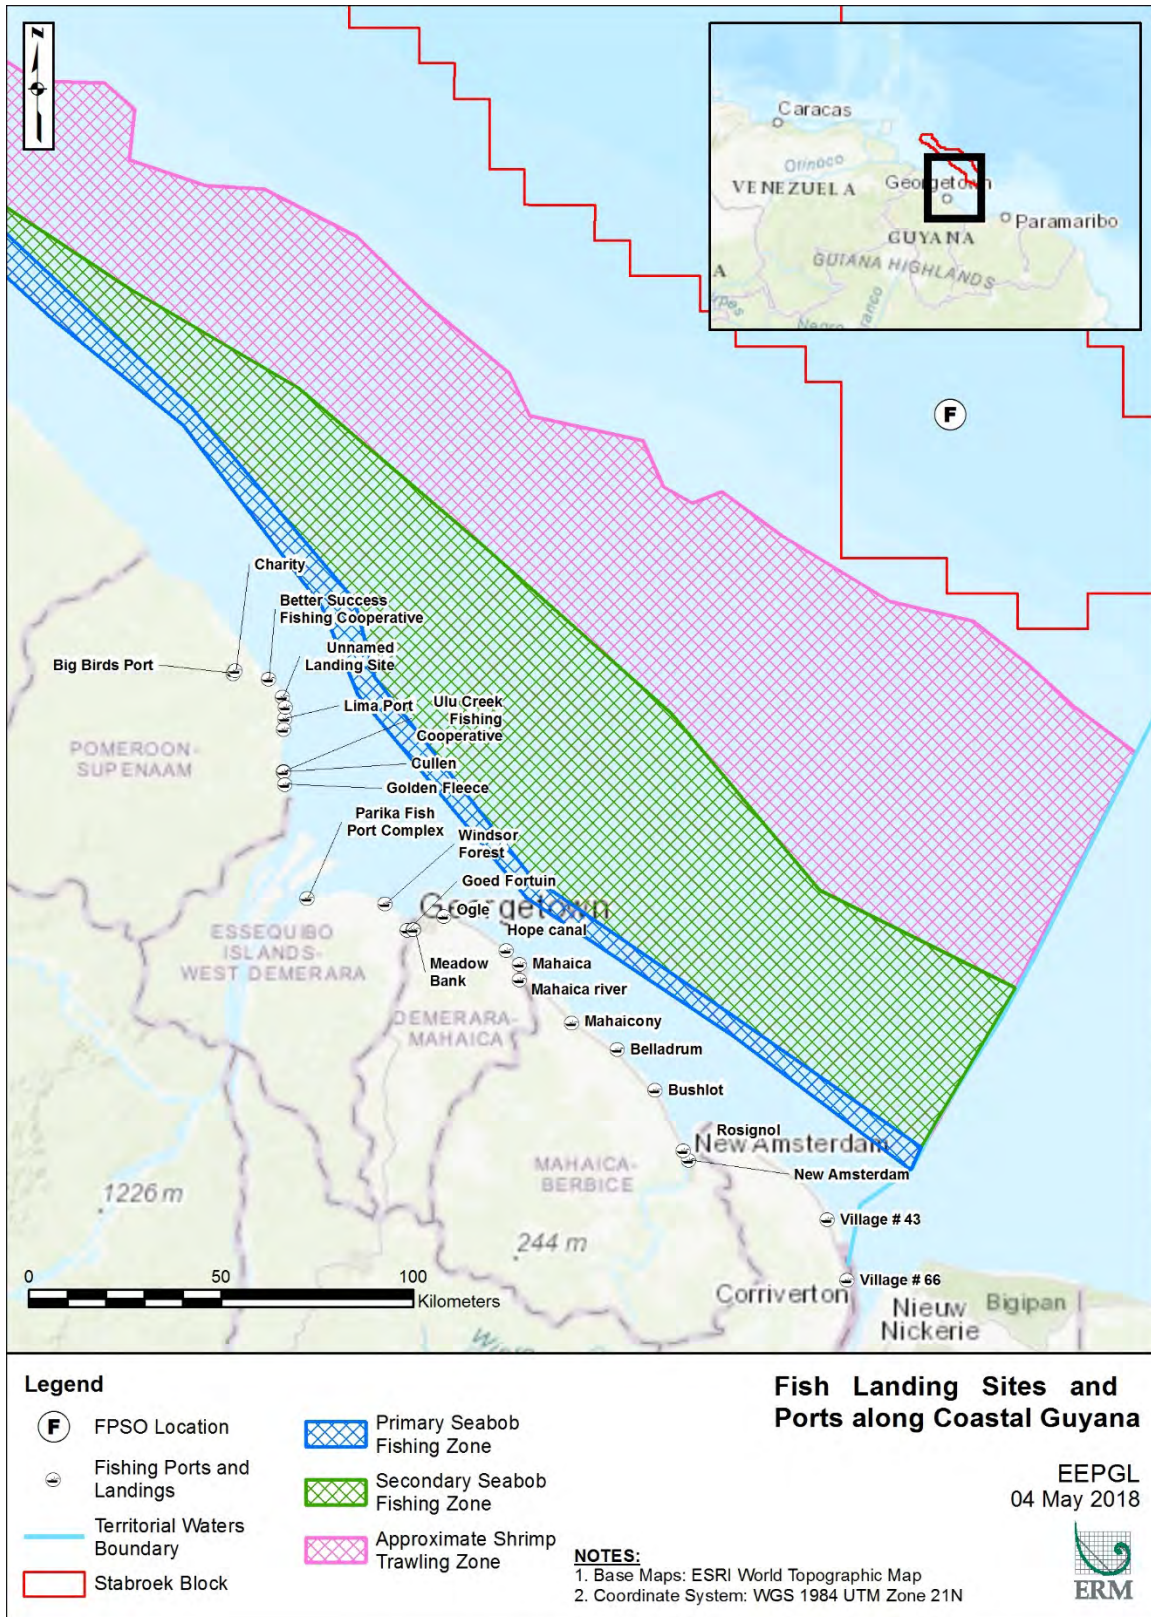 N
Caracas
Orinoco
VENEZUELA
Georgetown
Paramaribo
GUYANA
GUIANA HIGHLANDS
A
Negro
F
Charity
Better Success
Fishing Cooperative
Unnamed
Landing Site
Big Birds Port
Lima Port
Ulu Creek
Fishing
Cooperative
POMEROON-
SUPENAAM
Cullen
Golden Fleece
Parika Fish
Port Complex
Windsor
Forest
Goed Fortuin
Georgetown
Ogle
Hope canal
ESSEQUIBO
ISLANDS-
WEST DEMERARA
Meadow
Bank
Mahaica
Mahaica river
DEMERARA-
MAHAICA
Mahaicony
Belladrum
Bushlot
Rosignol
New Amsterdam
New Amsterdam
MAHAICA-
BERBICE
1226 m
Village # 43
244 m
Village # 66
Corriverton
Nieuw
Nickerie
Bigipan
0 50 100
Kilometers
Legend
F FPSO Location
Fishing Ports and
Landings
Territorial Waters
Boundary
Stabroek Block
Primary Seabob
Fishing Zone
Secondary Seabob
Fishing Zone
Approximate Shrimp
Trawling Zone
NOTES:
1. Base Maps: ESRI World Topographic Map
2. Coordinate System: WGS 1984 UTM Zone 21N
Fish Landing Sites and
Ports along Coastal Guyana
EEPGL
04 May 2018
ERM